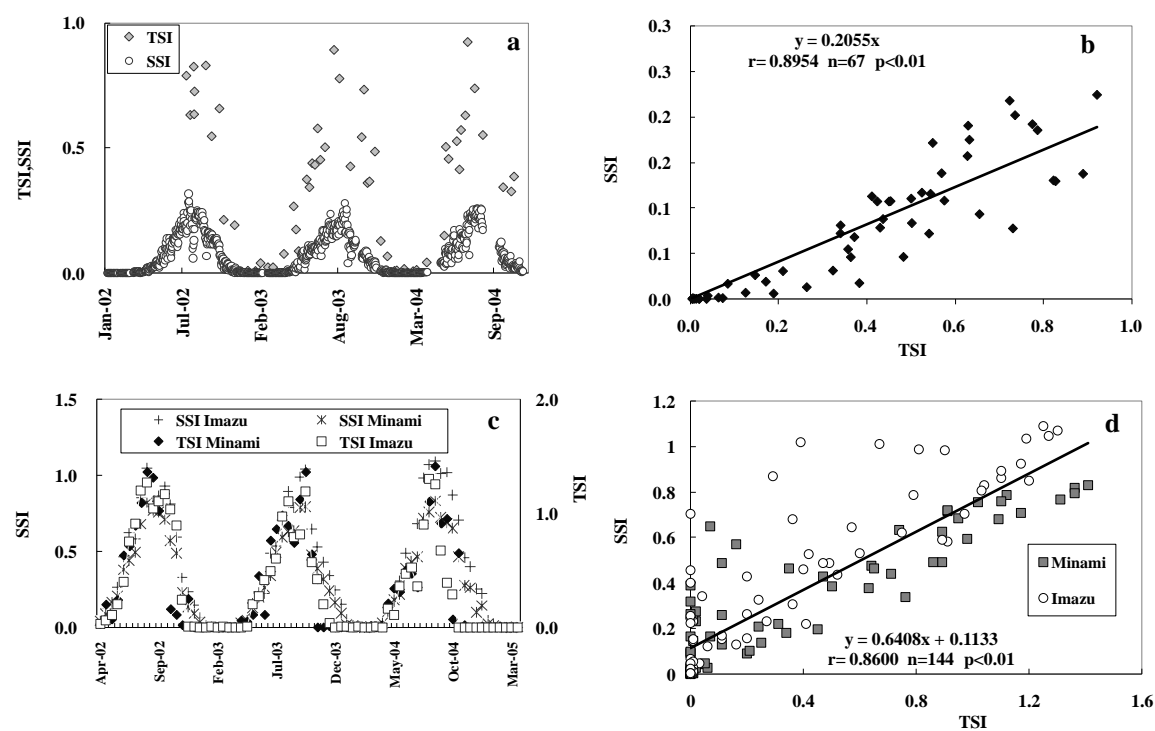 1.0
TSI
SSI
a
0.5
0.0
TSI,SSI
Jan-02
Jul-02
Feb-03
Aug-03
Mar-04
Sep-04
0.3
0.3
0.2
0.2
0.1
0.1
0.0
SSI
y = 0.2055x
r= 0.8954 n=67 p<0.01
b
0.0
0.2
0.4
0.6
0.8
1.0
TSI
1.5
1.0
0.5
0.0
SSI
SSI Imazu
SSI Minami
TSI Minami
TSI Imazu
c
2.0
1.0
0.0
TSI
Apr-02
Sep-02
Feb-03
Jul-03
Dec-03
May-04
Oct-04
Mar-05
1.2
1
0.8
0.6
0.4
0.2
0
SSI
d
Minami
Imazu
y = 0.6408x + 0.1133
r= 0.8600 n=144 p<0.01
0
0.4
0.8
1.2
1.6
TSI